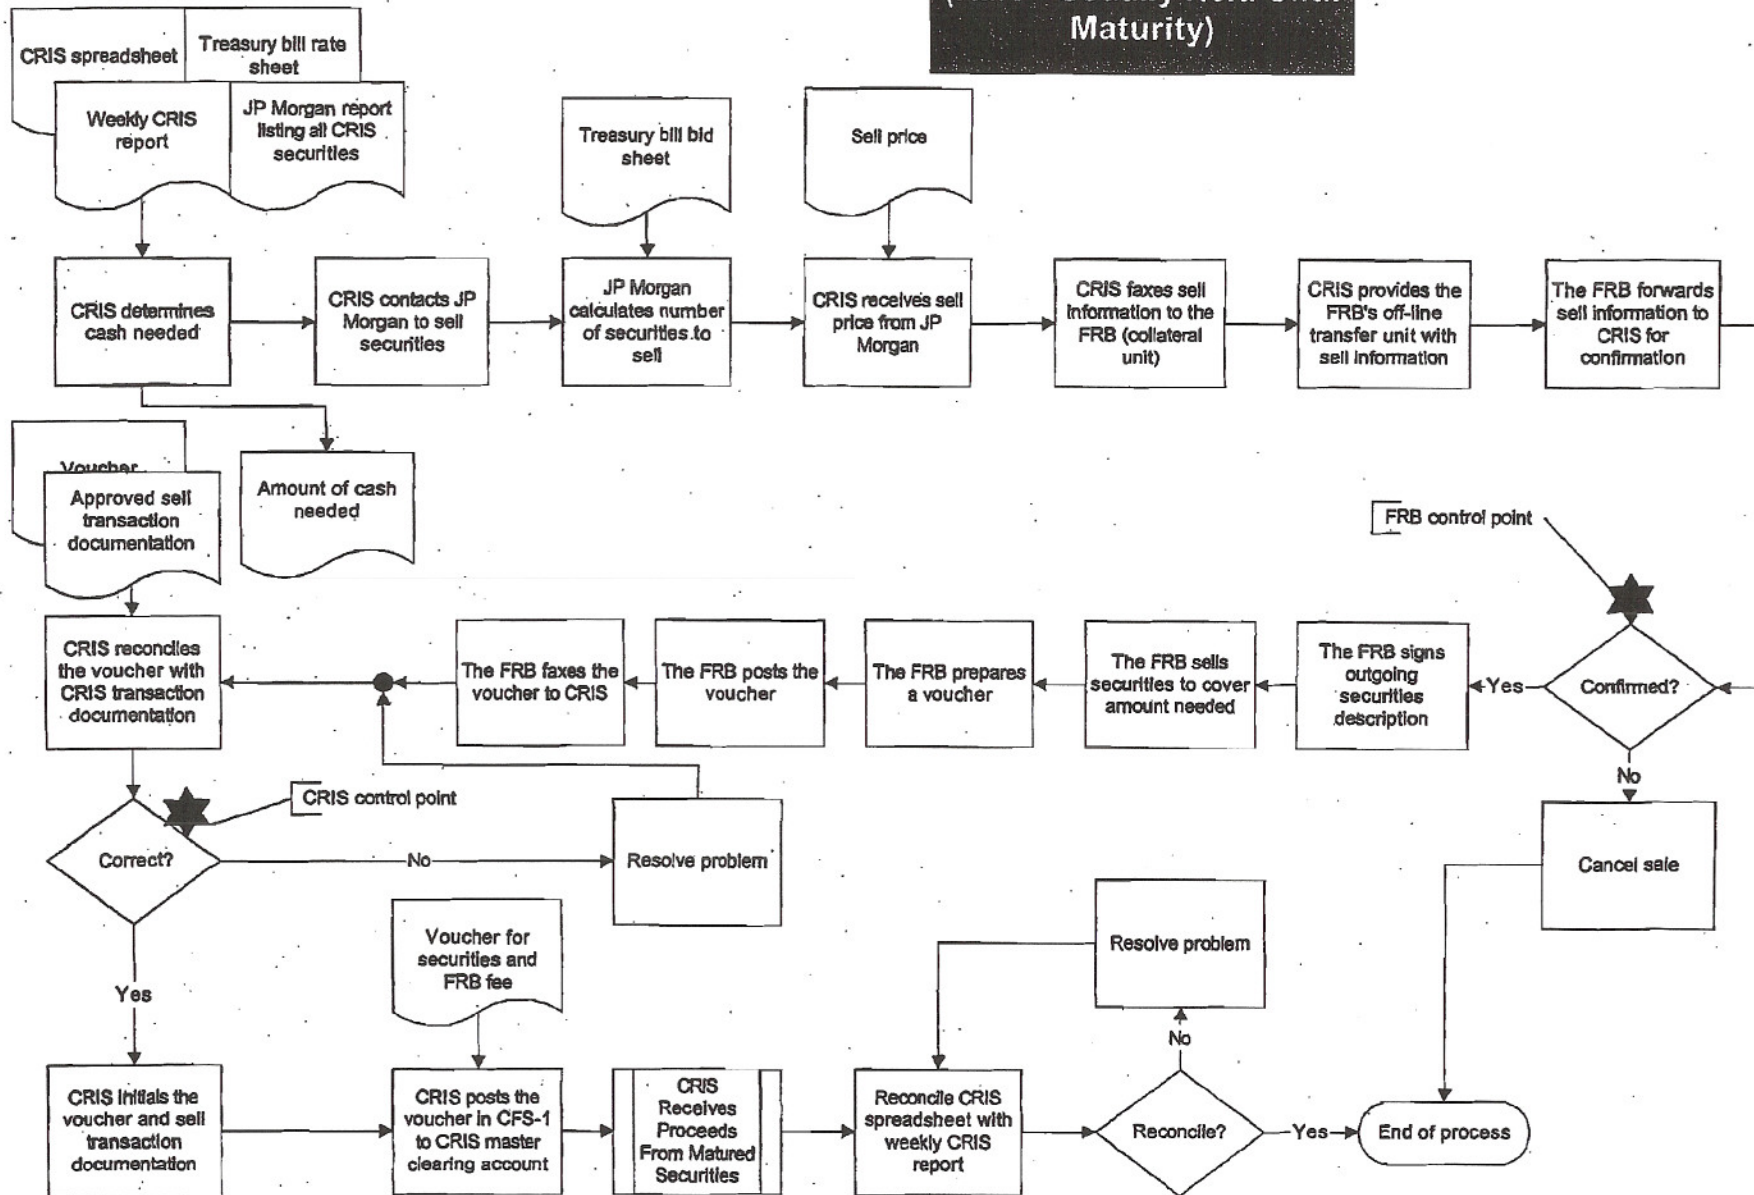 Maturity)
CRIS spreadsheet
Treasury bill rate
sheet
Weekly CRIS
report
JP Morgan report
listing all CRIS
securities
Treasury bill bid
sheet
Sell price
CRIS determines
cash needed
CRIS contacts JP
Morgan to sell
securities
JP Morgan
calculates number
of securities to
sell
CRIS receives sell
price from JP
Morgan
CRIS faxes sell
information to the
FRB (collateral
unit)
CRIS provides the
FRB's off-line
transfer unit with
sell information
The FRB forwards
sell information to
CRIS for
confirmation
Voucher
Approved sell
transaction
documentation
Amount of cash
needed
FRB control point
CRIS reconciles
the voucher with
CRIS transaction
documentation
The FRB faxes the
voucher to CRIS
The FRB posts the
voucher
The FRB prepares
a voucher
The FRB sells
securities to cover
amount needed
The FRB signs
outgoing
securities
description
Yes
Confirmed?
No
CRIS control point
Correct?
No
Resolve problem
Cancel sale
Yes
Voucher for
securities and
FRB fee
Resolve problem
No
CRIS initials the
voucher and sell
transaction
documentation
CRIS posts the
voucher in CFS-1
to CRIS master
clearing account
CRIS
Receives
Proceeds
From Matured
Securities
Reconcile CRIS
spreadsheet with
weekly CRIS
report
Reconcile?
Yes
End of process